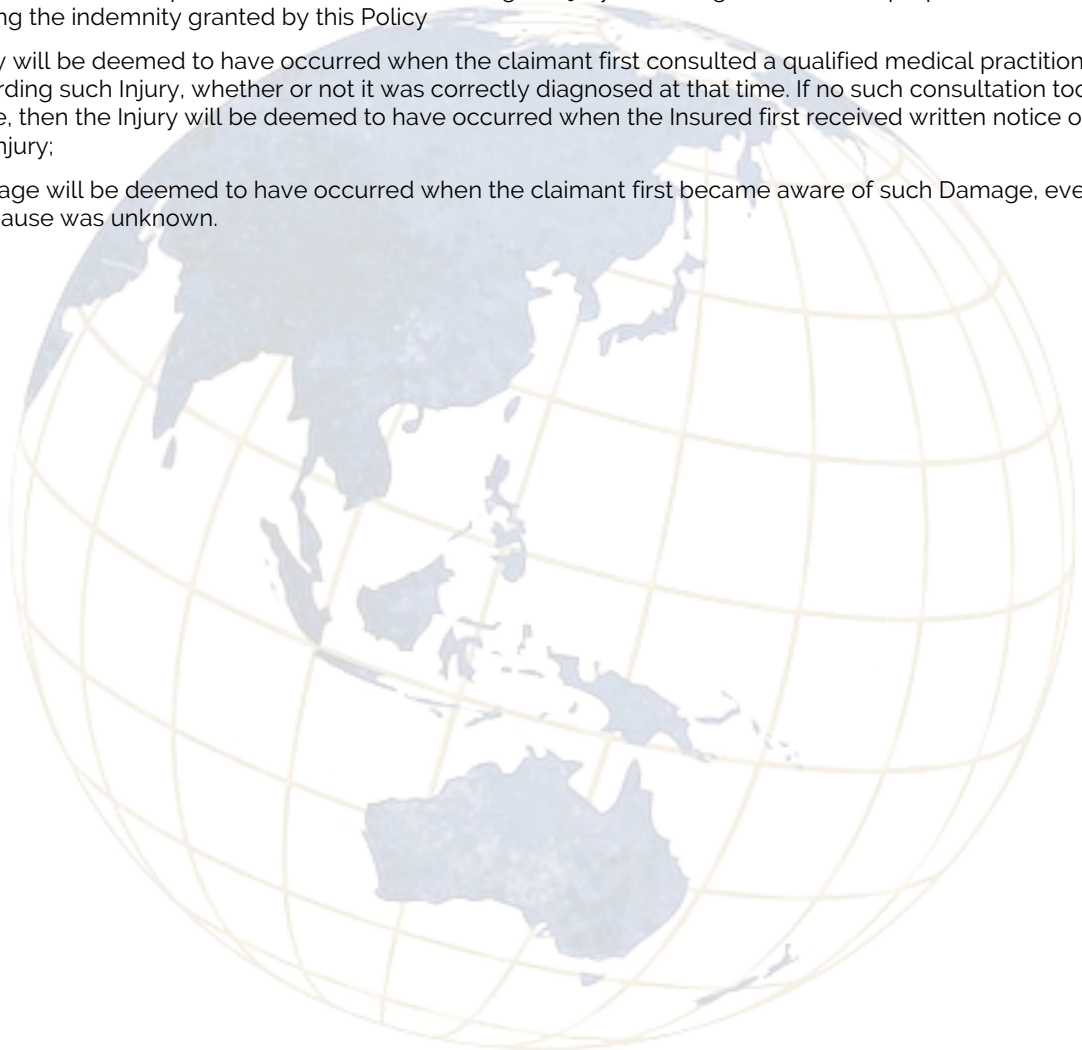 ng the indemnity granted by this Policy
y will be deemed to have occurred when the claimant first consulted a qualified medical practition
rding such Injury, whether or not it was correctly diagnosed at that time. If no such consultation too
e, then the Injury will be deemed to have occurred when the Insured first received written notice o
njury;
age will be deemed to have occurred when the claimant first became aware of such Damage, eve
ause was unknown.